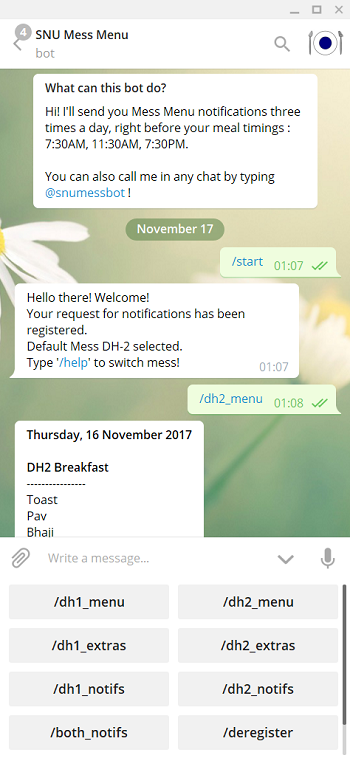 4
SNU Mess Menu
bot
What can this bot do?
Hi! I'll send you Mess Menu notifications three
times a day, right before your meal timings :
7:30AM, 11:30AM, 7:30PM.
You can also call me in any chat by typing
@snumessbot !
November 17
/start 01:07
Hello there! Welcome!
Your request for notifications has been
registered.
Default Mess DH-2 selected.
Type '/help' to switch mess!
01:07
/dh2_menu 01:08
Thursday, 16 November 2017
DH2 Breakfast
----------------
Toast
Pav
Bhaji
Write a message...
/dh1_menu /dh2_menu
/dh1_extras /dh2_extras
/dh1_notifs /dh2_notifs
/both_notifs /deregister